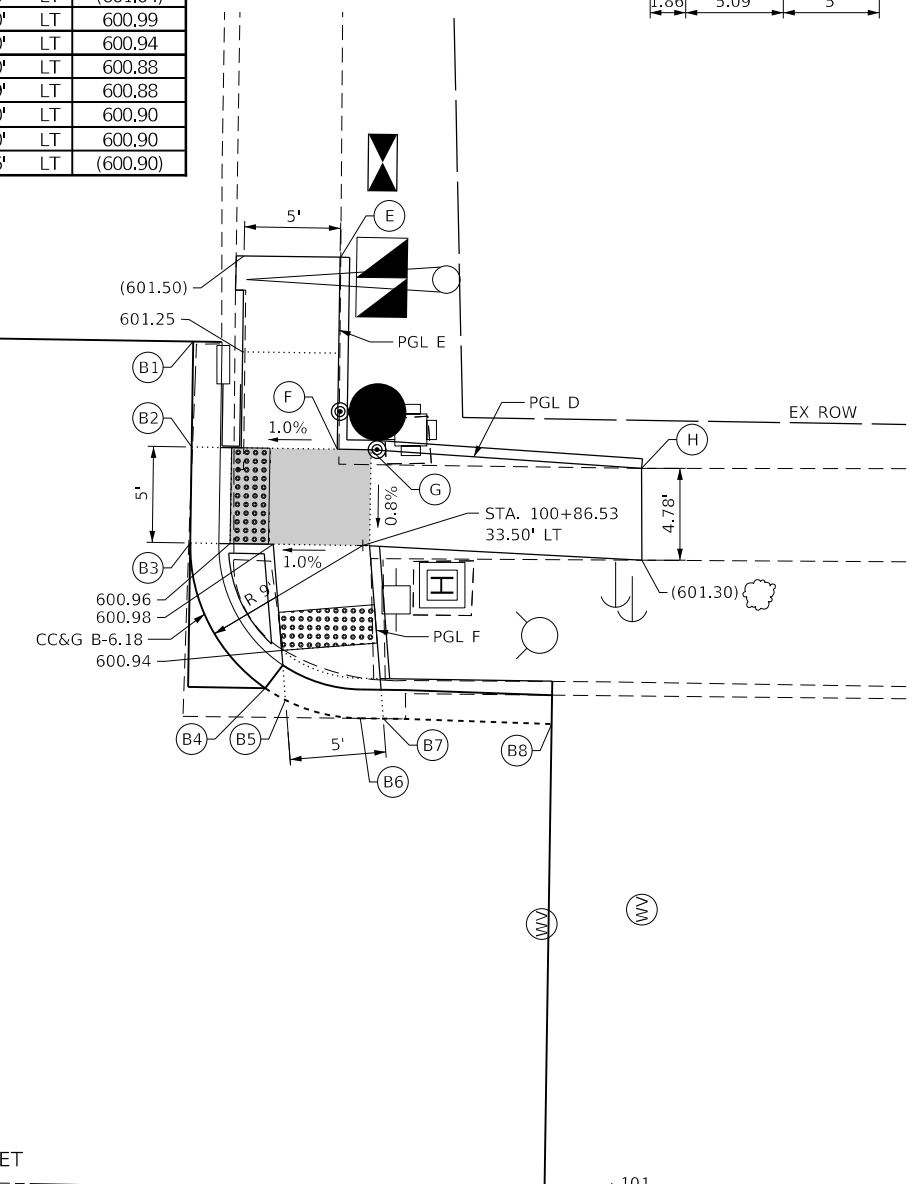 LT 600.99
LT 600.94
LT 600.88
LT 600.88
LT 600.90
LT 600.90
LT (600.90)
1.86 5.09 5'
5'
E
(601.50)
601.25
PGL E
B1
F
PGL D
B2
1.0%
EX ROW
H
G
5'
0.8%
STA. 100+86.53
33.50' LT
4.78'
B3
1.0%
(601.30)
600.96
R 9'
600.98
CC&G B-6.18
PGL F
600.94
B4
B5
5'
B7
B8
B6
WV
WV
ET
101